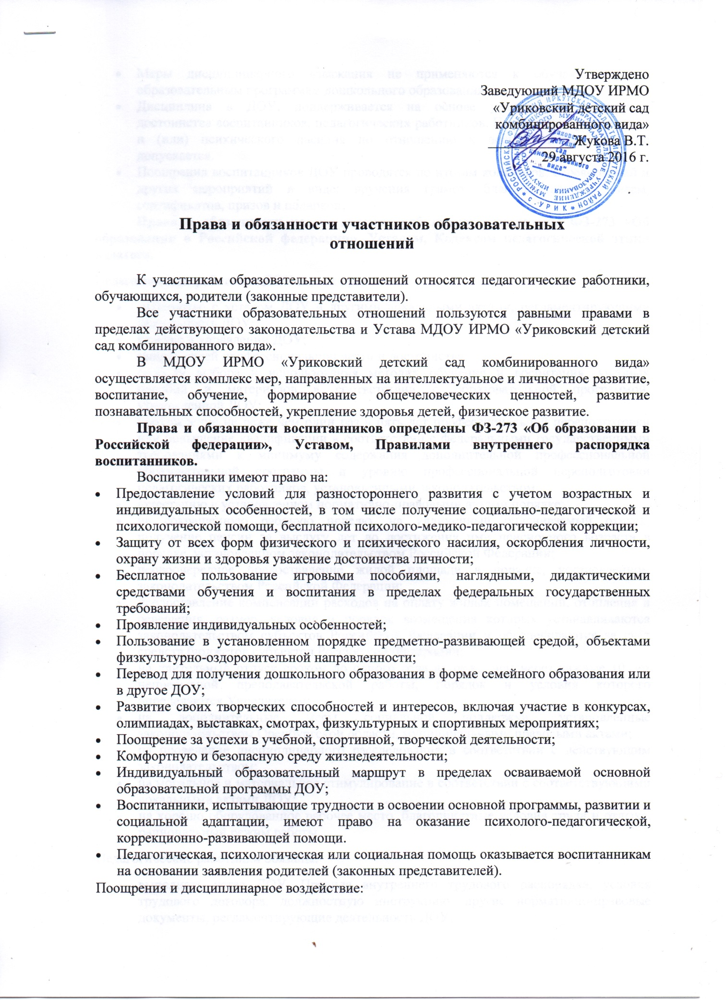 Утверждено
Заведующий МДОУ ИРМО
«Уриковский детский сад
комбинированного вида»
Жукова В.Т.
29 августа 2016 г.
РОССИЙСКАЯ ФЕДЕРАЦИЯ ИРКУТСКАЯ ОБЛАСТЬ ИРКУТСКИЙ РАЙОН * с. УРИК *
Права и обязанности участников образовательных
отношений
К участникам образовательных отношений относятся педагогические работники,
обучающихся, родители (законные представители).
Все участники образовательных отношений пользуются равными правами в
пределах действующего законодательства и Устава МДОУ ИРМО «Уриковский детский
сад комбинированного вида».
В МДОУ ИРМО «Уриковский детский сад комбинированного вида»
осуществляется комплекс мер, направленных на интеллектуальное и личностное развитие,
воспитание, обучение, формирование общечеловеческих ценностей, развитие
познавательных способностей, укрепление здоровья детей, физическое развитие.
Права и обязанности воспитанников определены ФЗ-273 «Об образовании в
Российской федерации», Уставом, Правилами внутреннего распорядка
воспитанников.
Воспитанники имеют право на:
• Предоставление условий для разностороннего развития с учетом возрастных и
индивидуальных особенностей, в том числе получение социально-педагогической и
психологической помощи, бесплатной психолого-медико-педагогической коррекции;
• Защиту от всех форм физического и психического насилия, оскорбления личности,
охрану жизни и здоровья уважение достоинства личности;
• Бесплатное пользование игровыми пособиями, наглядными, дидактическими
средствами обучения и воспитания в пределах федеральных государственных
требований;
• Проявление индивидуальных особенностей;
• Пользование в установленном порядке предметно-развивающей средой, объектами
физкультурно-оздоровительной направленности;
• Перевод для получения дошкольного образования в форме семейного образования или
в другое ДОУ;
• Развитие своих творческих способностей и интересов, включая участие в конкурсах,
олимпиадах, выставках, смотрах, физкультурных и спортивных мероприятиях;
• Поощрение за успехи в учебной, спортивной, творческой деятельности;
• Комфортную и безопасную среду жизнедеятельности;
• Индивидуальный образовательный маршрут в пределах осваиваемой основной
образовательной программы ДОУ;
• Воспитанники, испытывающие трудности в освоении основной программы, развитии и
социальной адаптации, имеют право на оказание психолого-педагогической,
коррекционно-развивающей помощи.
• Педагогическая, психологическая или социальная помощь оказывается воспитанникам
на основании заявления родителей (законных представителей).
Поощрения и дисциплинарное воздействие: